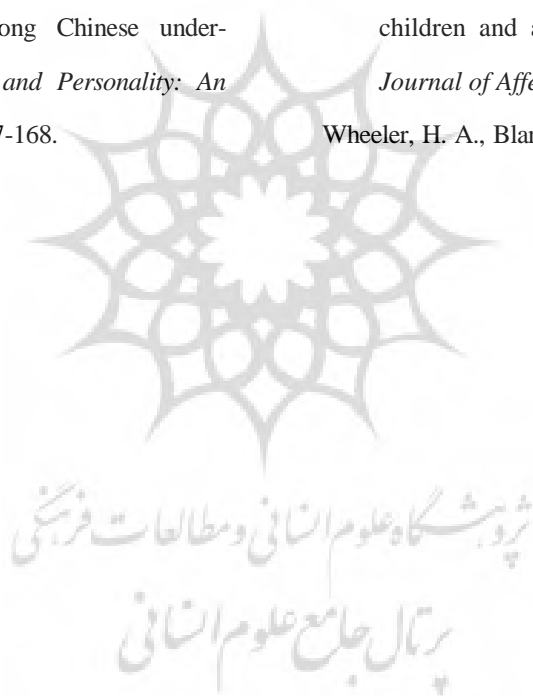 ong Chinese under-
and Personality: An
7-168.
children and a
Journal of Affe
Wheeler, H. A., Blan
پژوهشگاه علوم انسانی و مطالعات فرهنگی
پرتال جامع علوم انسانی